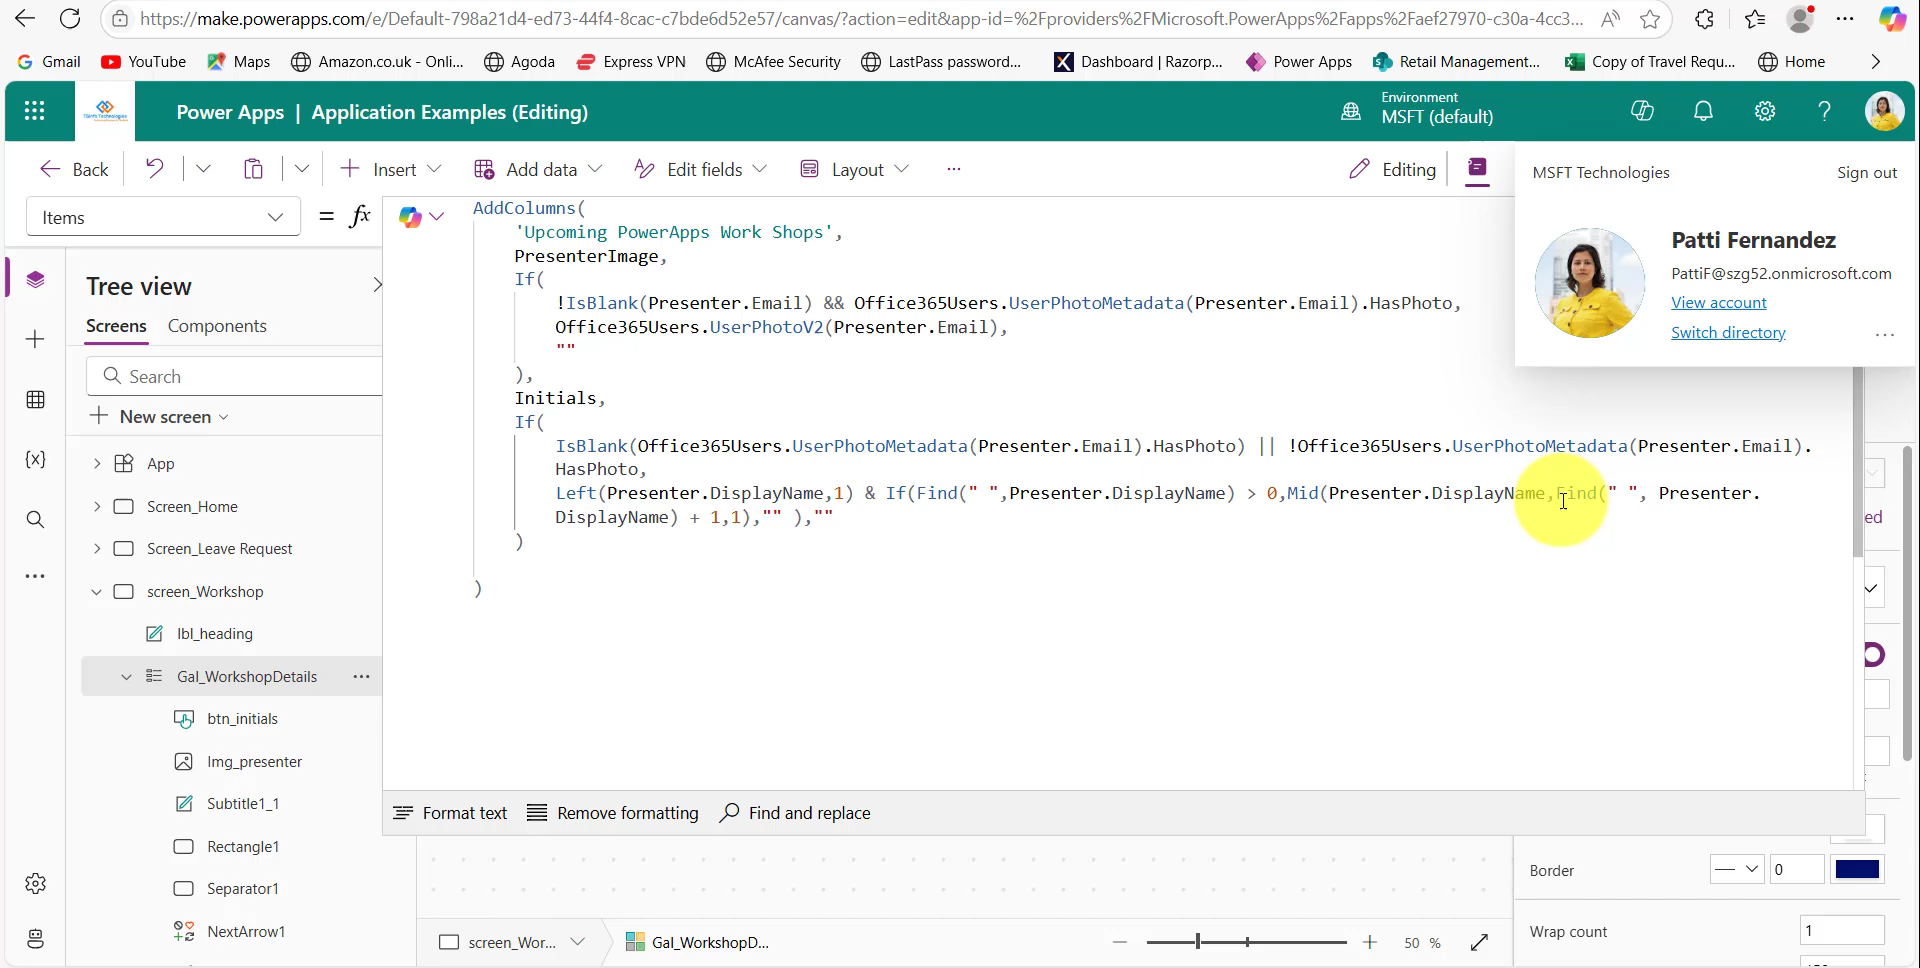 https://make.powerapps.com/e/Default-798a21d4-ed73-44f4-8cac-c7bde6d52e57/canvas/?action=edit&app-id=%2Fproviders%2FMicrosoft.PowerApps%2Fapps%2Faef27970-c30a-4cc3...
Gmail YouTube Maps Amazon.co.uk - Onli... Agoda Express VPN McAfee Security LastPass password... Dashboard | Razorp... Power Apps Retail Management... Copy of Travel Requ... Home
Power Apps | Application Examples (Editing)
Environment
MSFT (default)
Back Insert Add data Edit fields Layout ... Editing
MSFT Technologies Sign out
Items = fx
Patti Fernandez
PattiF@szg52.onmicrosoft.com
View account
Switch directory
AddColumns(
'Upcoming PowerApps Work Shops',
PresenterImage,
If(
!IsBlank(Presenter.Email) && Office365Users.UserPhotoMetadata(Presenter.Email).HasPhoto,
Office365Users.UserPhotoV2(Presenter.Email),
""
),
Initials,
If(
IsBlank(Office365Users.UserPhotoMetadata(Presenter.Email).HasPhoto) || !Office365Users.UserPhotoMetadata(Presenter.Email).
HasPhoto,
Left(Presenter.DisplayName,1) & If(Find(" ",Presenter.DisplayName) > 0,Mid(Presenter.DisplayName,Find(" ", Presenter.
DisplayName) + 1,1),"" ),""
)
)
Tree view
Screens Components
Search
New screen
App
Screen_Home
Screen_Leave Request
screen_Workshop
lbl_heading
Gal_WorkshopDetails
btn_initials
Img_presenter
Subtitle1_1
Rectangle1
Separator1
NextArrow1
Format text Remove formatting Find and replace
ed
Border 0
Wrap count 1
screen_Wor... Gal_WorkshopD... 50 %